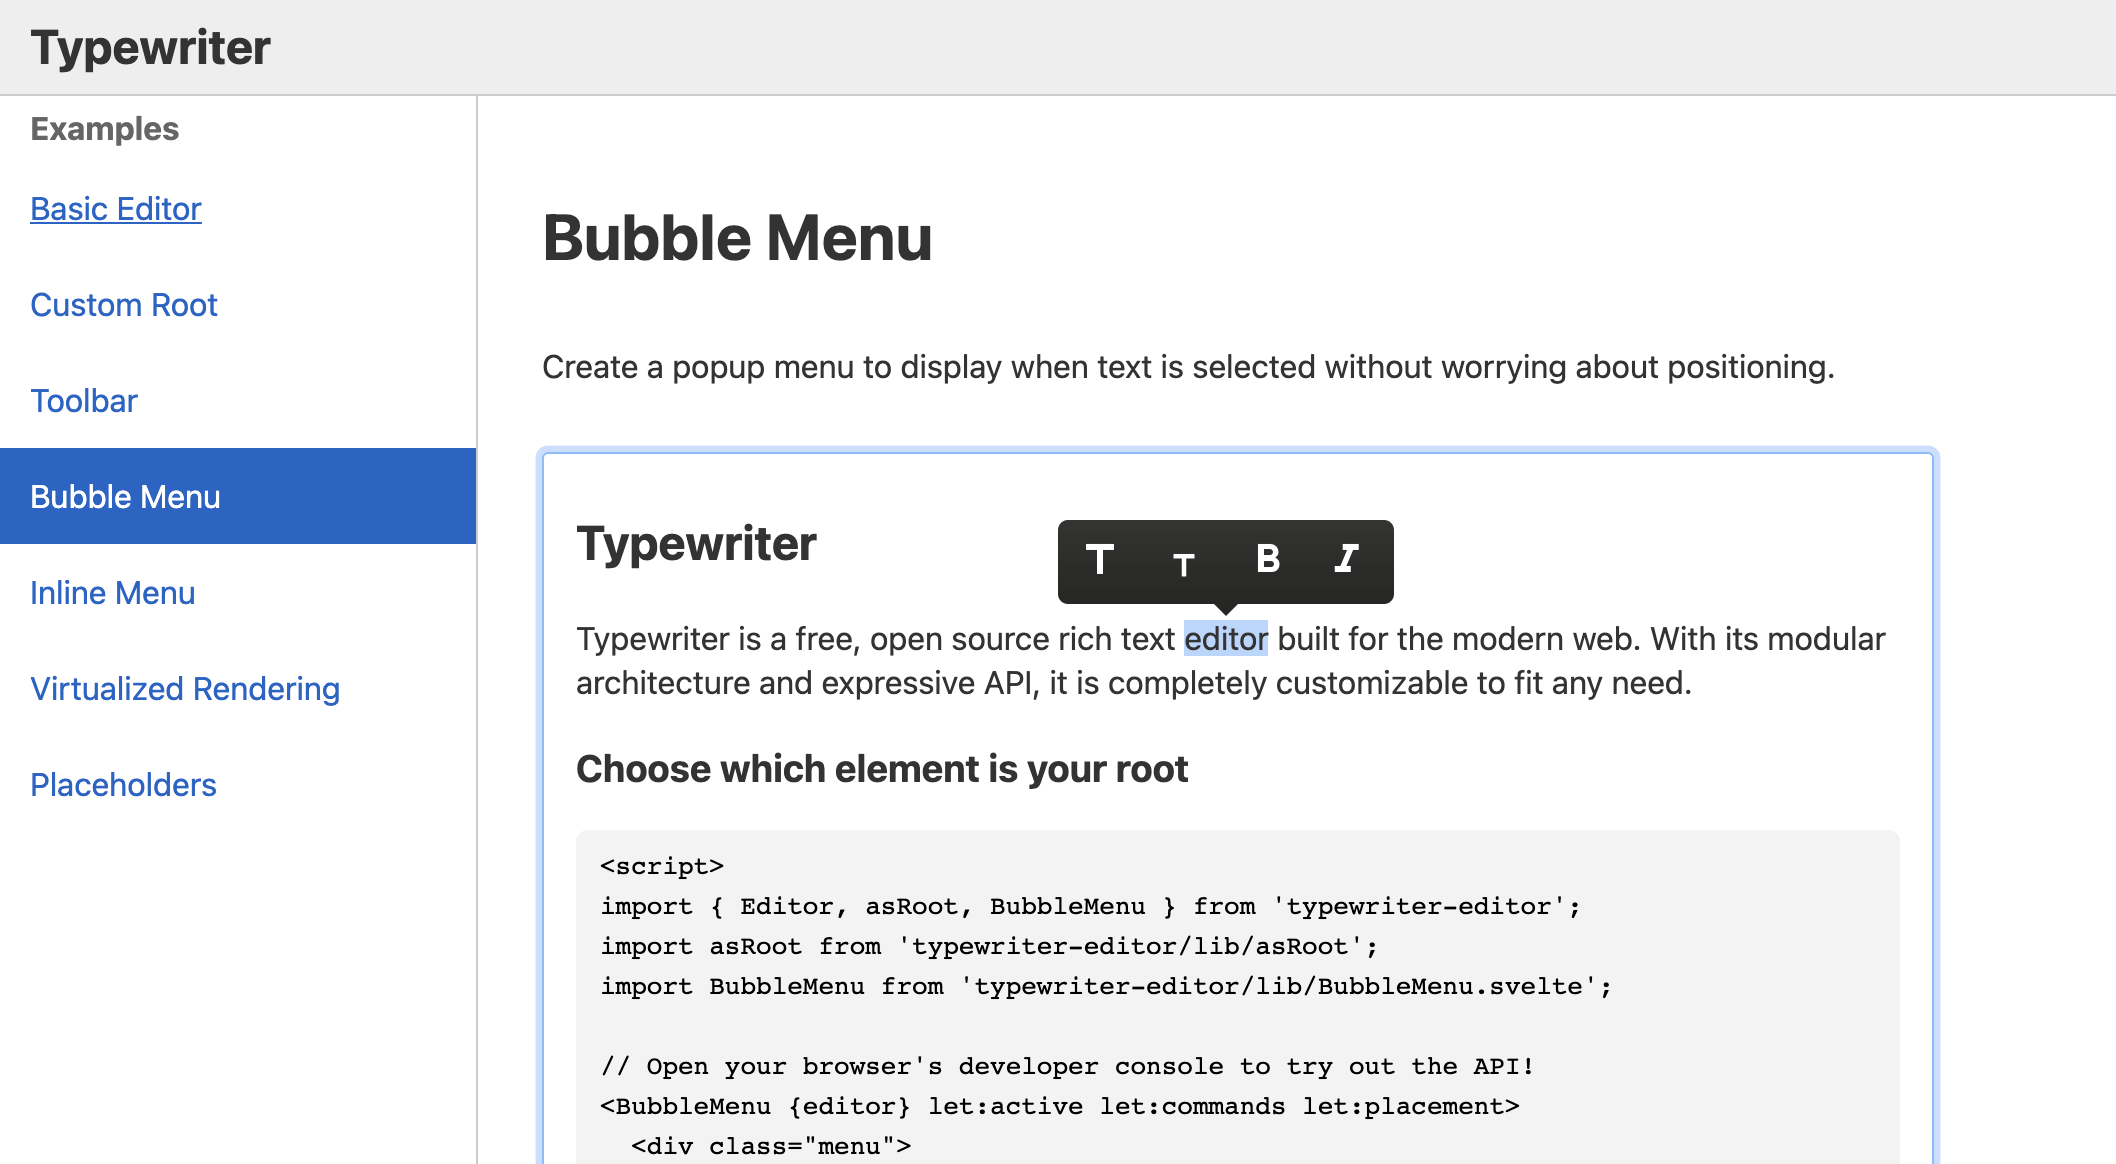 Typewriter
Examples
Basic Editor
Custom Root
Toolbar
Bubble Menu
Inline Menu
Virtualized Rendering
Placeholders
Bubble Menu
Create a popup menu to display when text is selected without worrying about positioning.
Typewriter
T T B I
Typewriter is a free, open source rich text editor built for the modern web. With its modular
architecture and expressive API, it is completely customizable to fit any need.
Choose which element is your root
<script>
import { Editor, asRoot, BubbleMenu } from 'typewriter-editor';
import asRoot from 'typewriter-editor/lib/asRoot';
import BubbleMenu from 'typewriter-editor/lib/BubbleMenu.svelte';

// Open your browser's developer console to try out the API!
<BubbleMenu {editor} let:active let:commands let:placement>
  <div class="menu">